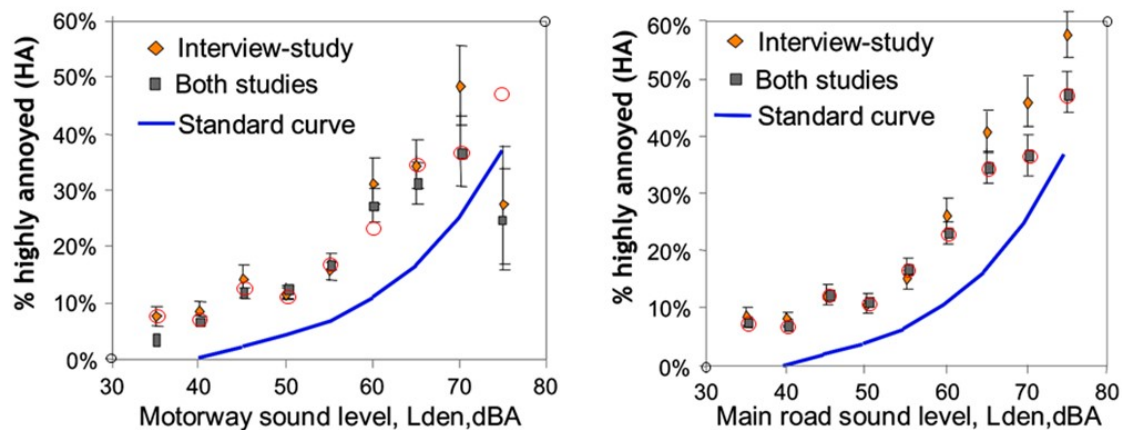 % highly annoyed (HA)
60%
50%
40%
30%
20%
10%
0%
Interview-study
Both studies
Standard curve
30 40 50 60 70 80
Motorway sound level, Lden,dBA
% highly annoyed (HA)
60%
50%
40%
30%
20%
10%
0%
Interview-study
Both studies
Standard curve
30 40 50 60 70 80
Main road sound level, Lden,dBA